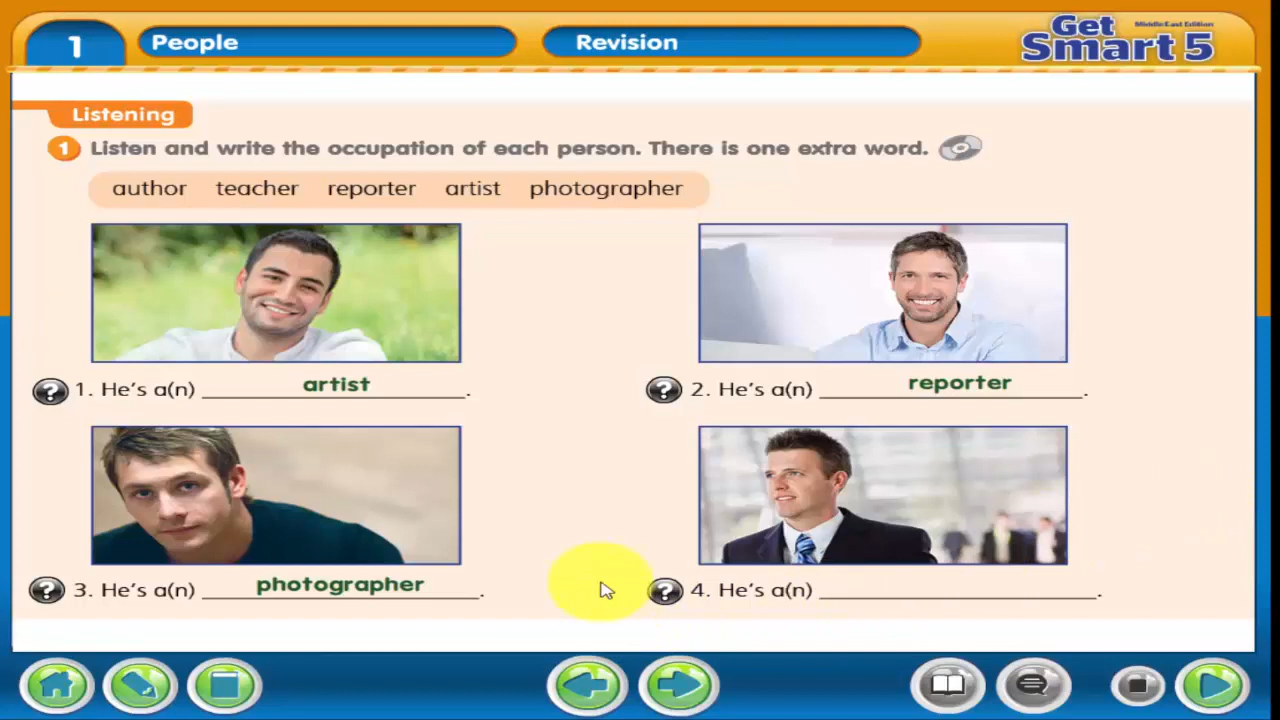 1
People
Revision
Get
Middle East Edition
Smart 5
Listening
1 Listen and write the occupation of each person. There is one extra word.
author teacher reporter artist photographer
? 1. He's a(n) artist.
? 2. He's a(n) reporter.
? 3. He's a(n) photographer.
? 4. He's a(n) ____________________.